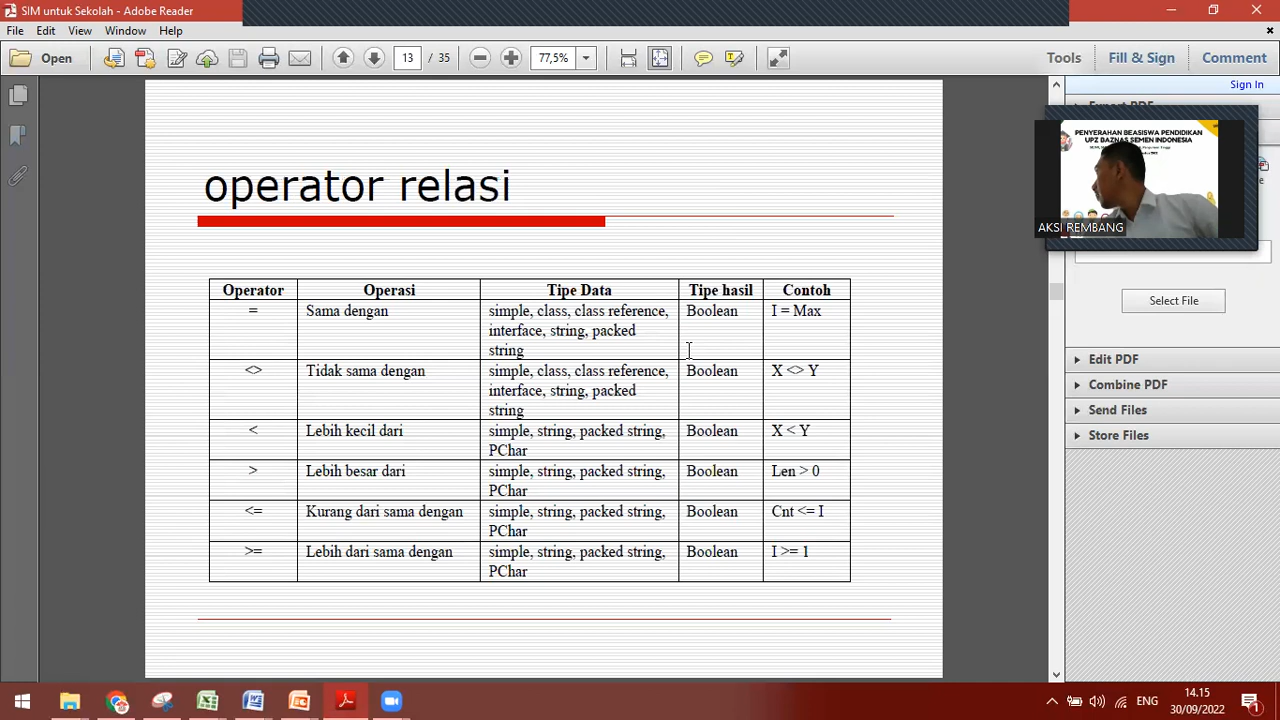 SIM untuk Sekolah - Adobe Reader
File Edit View Window Help
Open 13 / 35 77,5% Tools Fill & Sign Comment
Sign In
Export PDF
PENYERAHAN BEASISWA PENDIDIKAN
UPZ BAZNAS SEMEN INDONESIA
AKSI REMBANG
Select File
Edit PDF
Combine PDF
Send Files
Store Files
operator relasi
Operator Operasi Tipe Data Tipe hasil Contoh
= Sama dengan simple, class, class reference, Boolean I = Max
interface, string, packed
string
<> Tidak sama dengan simple, class, class reference, Boolean X <> Y
interface, string, packed
string
< Lebih kecil dari simple, string, packed string, Boolean X < Y
PChar
> Lebih besar dari simple, string, packed string, Boolean Len > 0
PChar
<= Kurang dari sama dengan simple, string, packed string, Boolean Cnt <= I
PChar
>= Lebih dari sama dengan simple, string, packed string, Boolean I >= 1
PChar
ENG 14.15
30/09/2022
1